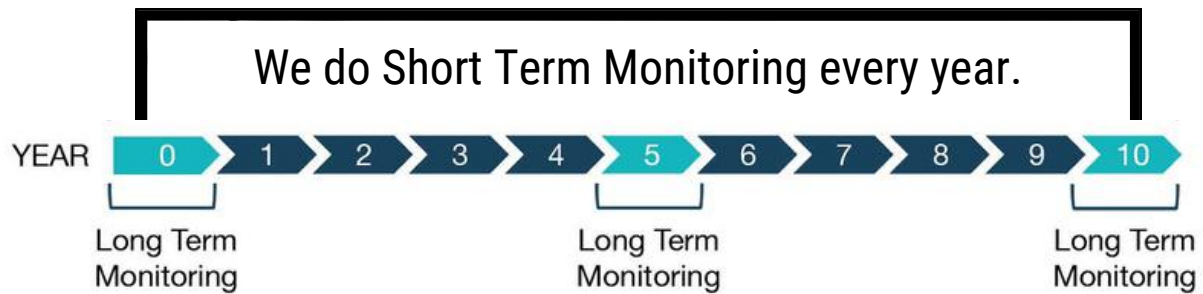 We do Short Term Monitoring every year.
YEAR 0 1 2 3 4 5 6 7 8 9 10
Long Term
Monitoring
Long Term
Monitoring
Long Term
Monitoring